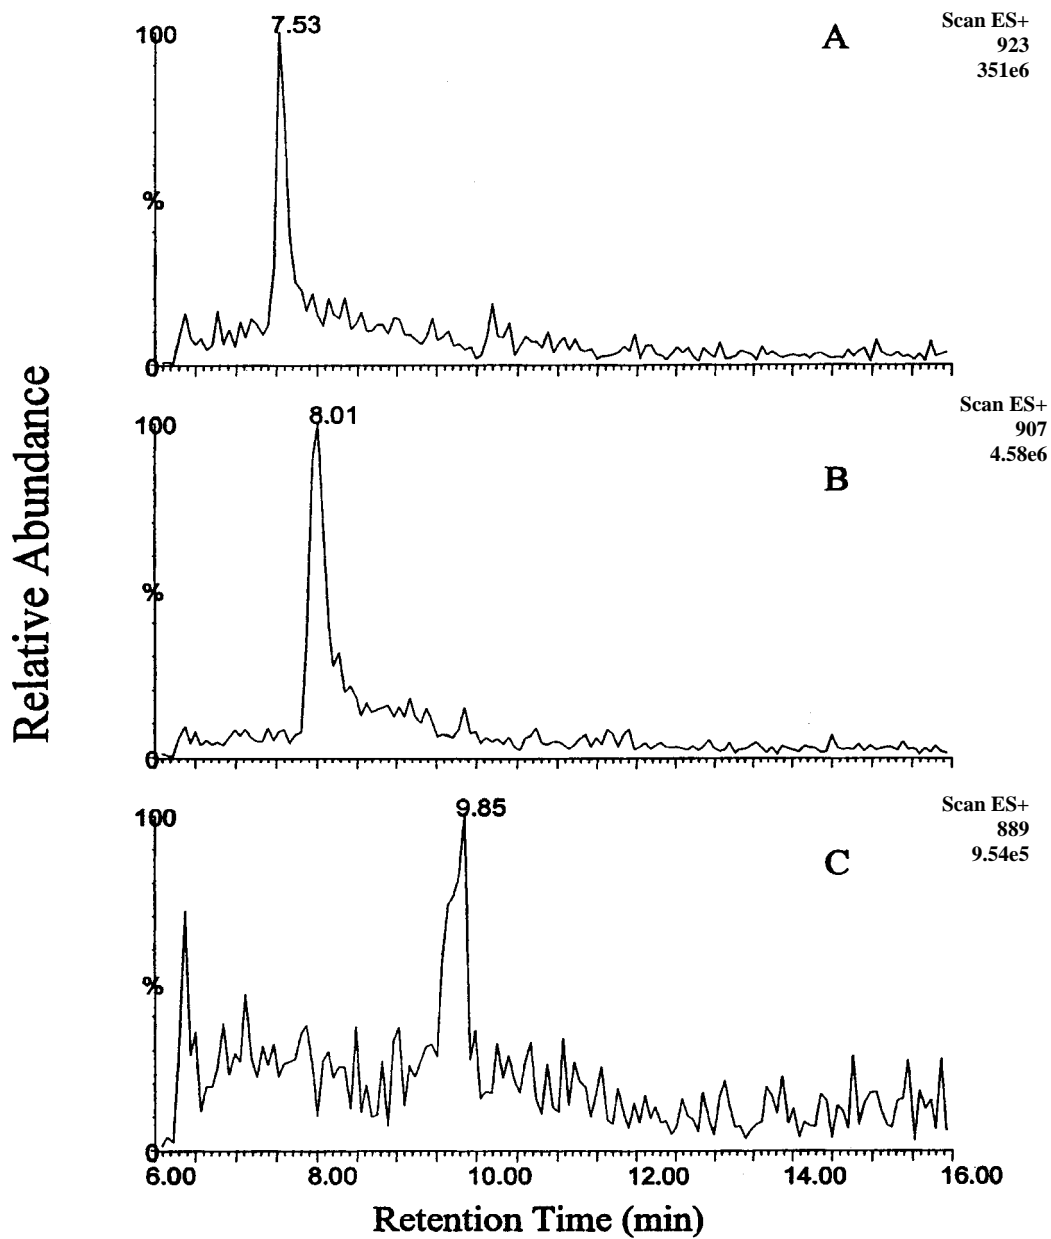 7.53
100
A
Scan ES+
923
351e6
%
0
8.01
100
B
Scan ES+
907
4.58e6
%
0
9.85
100
C
Scan ES+
889
9.54e5
%
0
6.00 8.00 10.00 12.00 14.00 16.00
Retention Time (min)
Relative Abundance